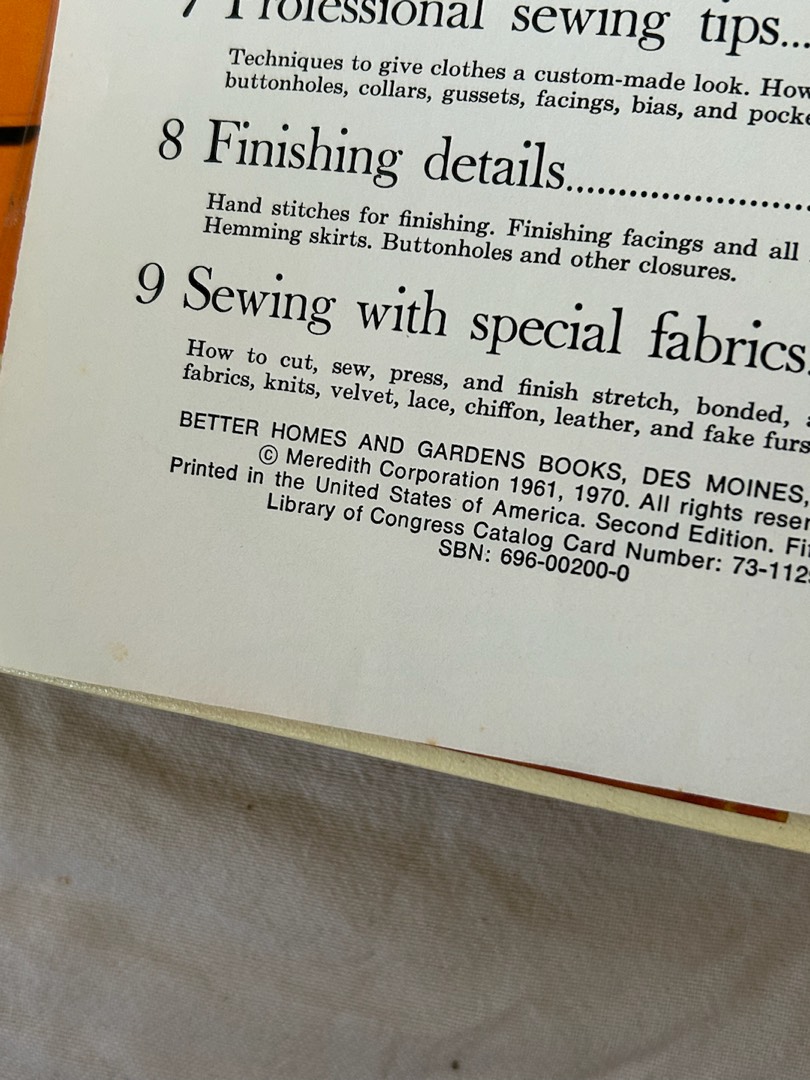 7 Professional sewing tips...
Techniques to give clothes a custom-made look. How
buttonholes, collars, gussets, facings, bias, and
8 Finishing details........................
Hand stitches for finishing. Finishing facings and all
Hemming skirts. Buttonholes and other closures.
9 Sewing with special fabrics.
How to cut, sew, press, and finish stretch, bonded,
fabrics, knits, velvet, lace, chiffon, leather, and fake furs
BETTER HOMES AND GARDENS BOOKS, DES MOINES,
© Meredith Corporation 1961, 1970. All rights
Printed in the United States of America. Second Edition.
Library of Congress Catalog Card Number: 73-112
SBN: 696-00200-0